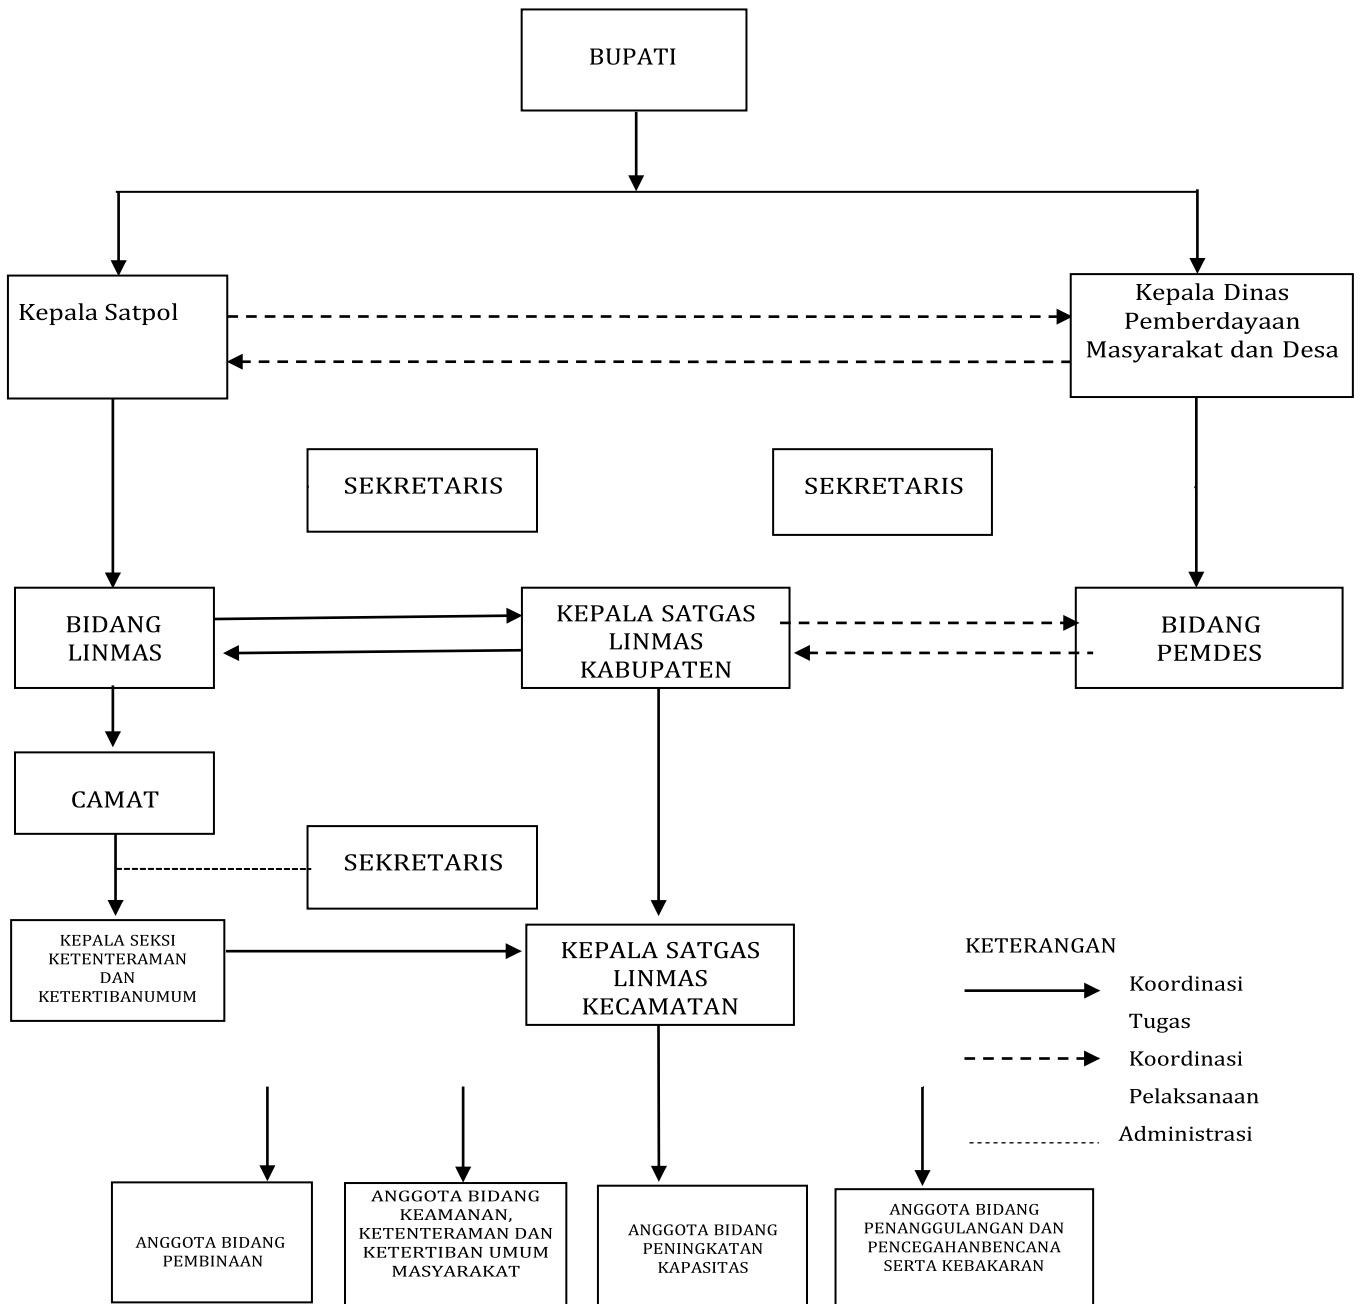 BUPATI
Kepala Satpol
Kepala Dinas
Pemberdayaan
Masyarakat dan Desa
SEKRETARIS
SEKRETARIS
BIDANG
LINMAS
KEPALA SATGAS
LINMAS
KABUPATEN
BIDANG
PEMDES
CAMAT
SEKRETARIS
KEPALA SEKSI
KETENTERAMAN
DAN
KETERTIBANUMUM
KEPALA SATGAS
LINMAS
KECAMATAN
KETERANGAN
Koordinasi
Tugas
Koordinasi
Pelaksanaan
Administrasi
ANGGOTA BIDANG
PEMBINAAN
ANGGOTA BIDANG
KEAMANAN,
KETENTERAMAN DAN
KETERTIBAN UMUM
MASYARAKAT
ANGGOTA BIDANG
PENINGKATAN
KAPASITAS
ANGGOTA BIDANG
PENANGGULANGAN DAN
PENCEGAHANBENCANA
SERTA KEBAKARAN